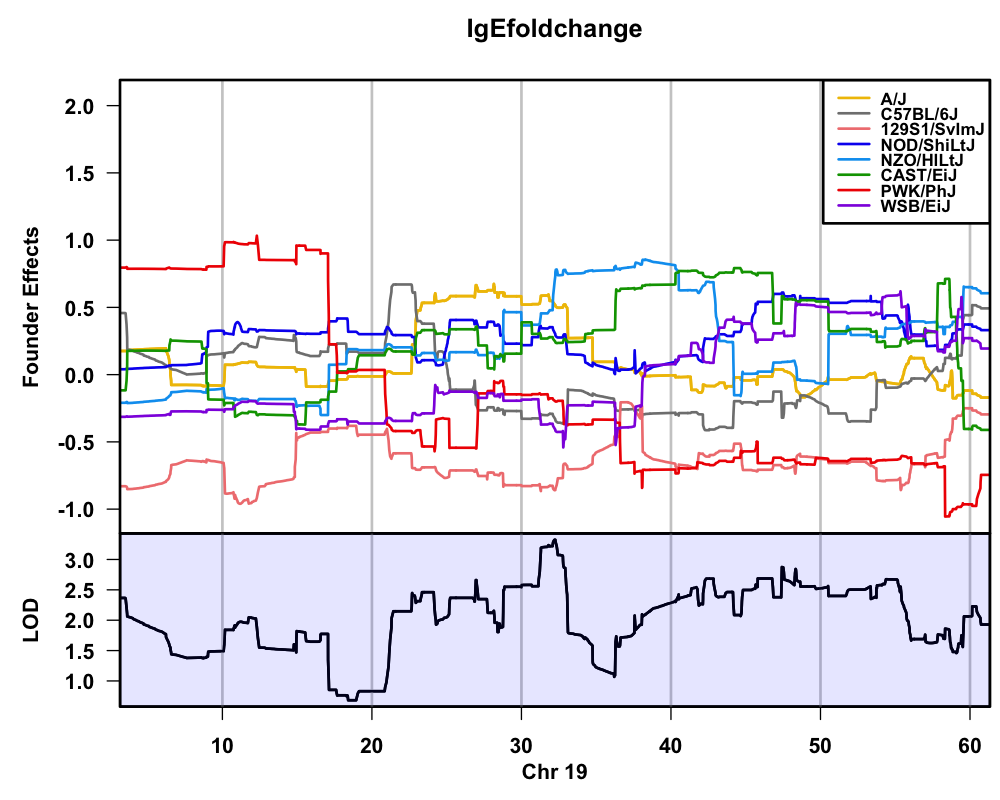 IgEfoldchange
Founder Effects
2.0
1.5
1.0
0.5
0.0
-0.5
-1.0
A/J
C57BL/6J
129S1/SvImJ
NOD/ShiLtJ
NZO/HlLtJ
CAST/EiJ
PWK/PhJ
WSB/EiJ
LOD
3.0
2.5
2.0
1.5
1.0
10 20 30 40 50 60
Chr 19